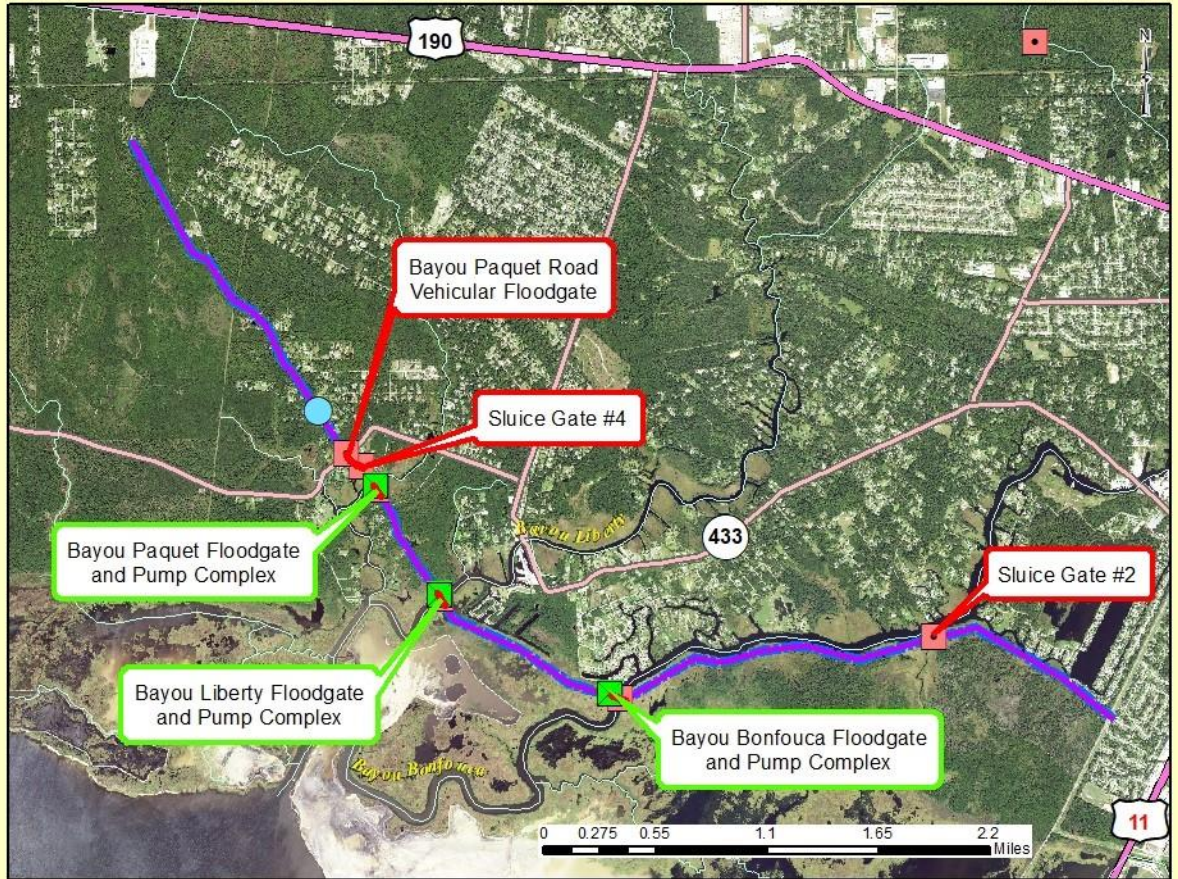 190
N
Bayou Paquet Road
Vehicular Floodgate
Sluice Gate #4
Bayou Liberty
433
Bayou Paquet Floodgate
and Pump Complex
Sluice Gate #2
Bayou Liberty Floodgate
and Pump Complex
Bayou Bonfouca Floodgate
and Pump Complex
Bayou Bonfouca
11
0 0.275 0.55 1.1 1.65 2.2
Miles